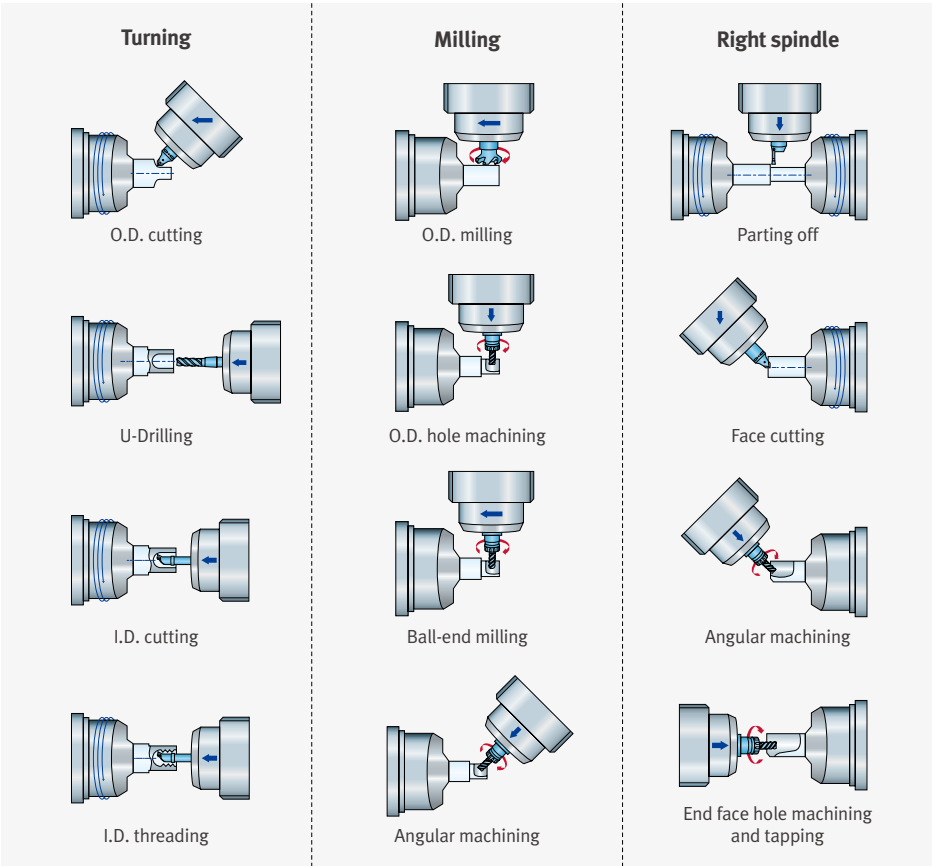 Turning
O.D. cutting
U-Drilling
I.D. cutting
I.D. threading
Milling
O.D. milling
O.D. hole machining
Ball-end milling
Angular machining
Right spindle
Parting off
Face cutting
Angular machining
End face hole machining
and tapping